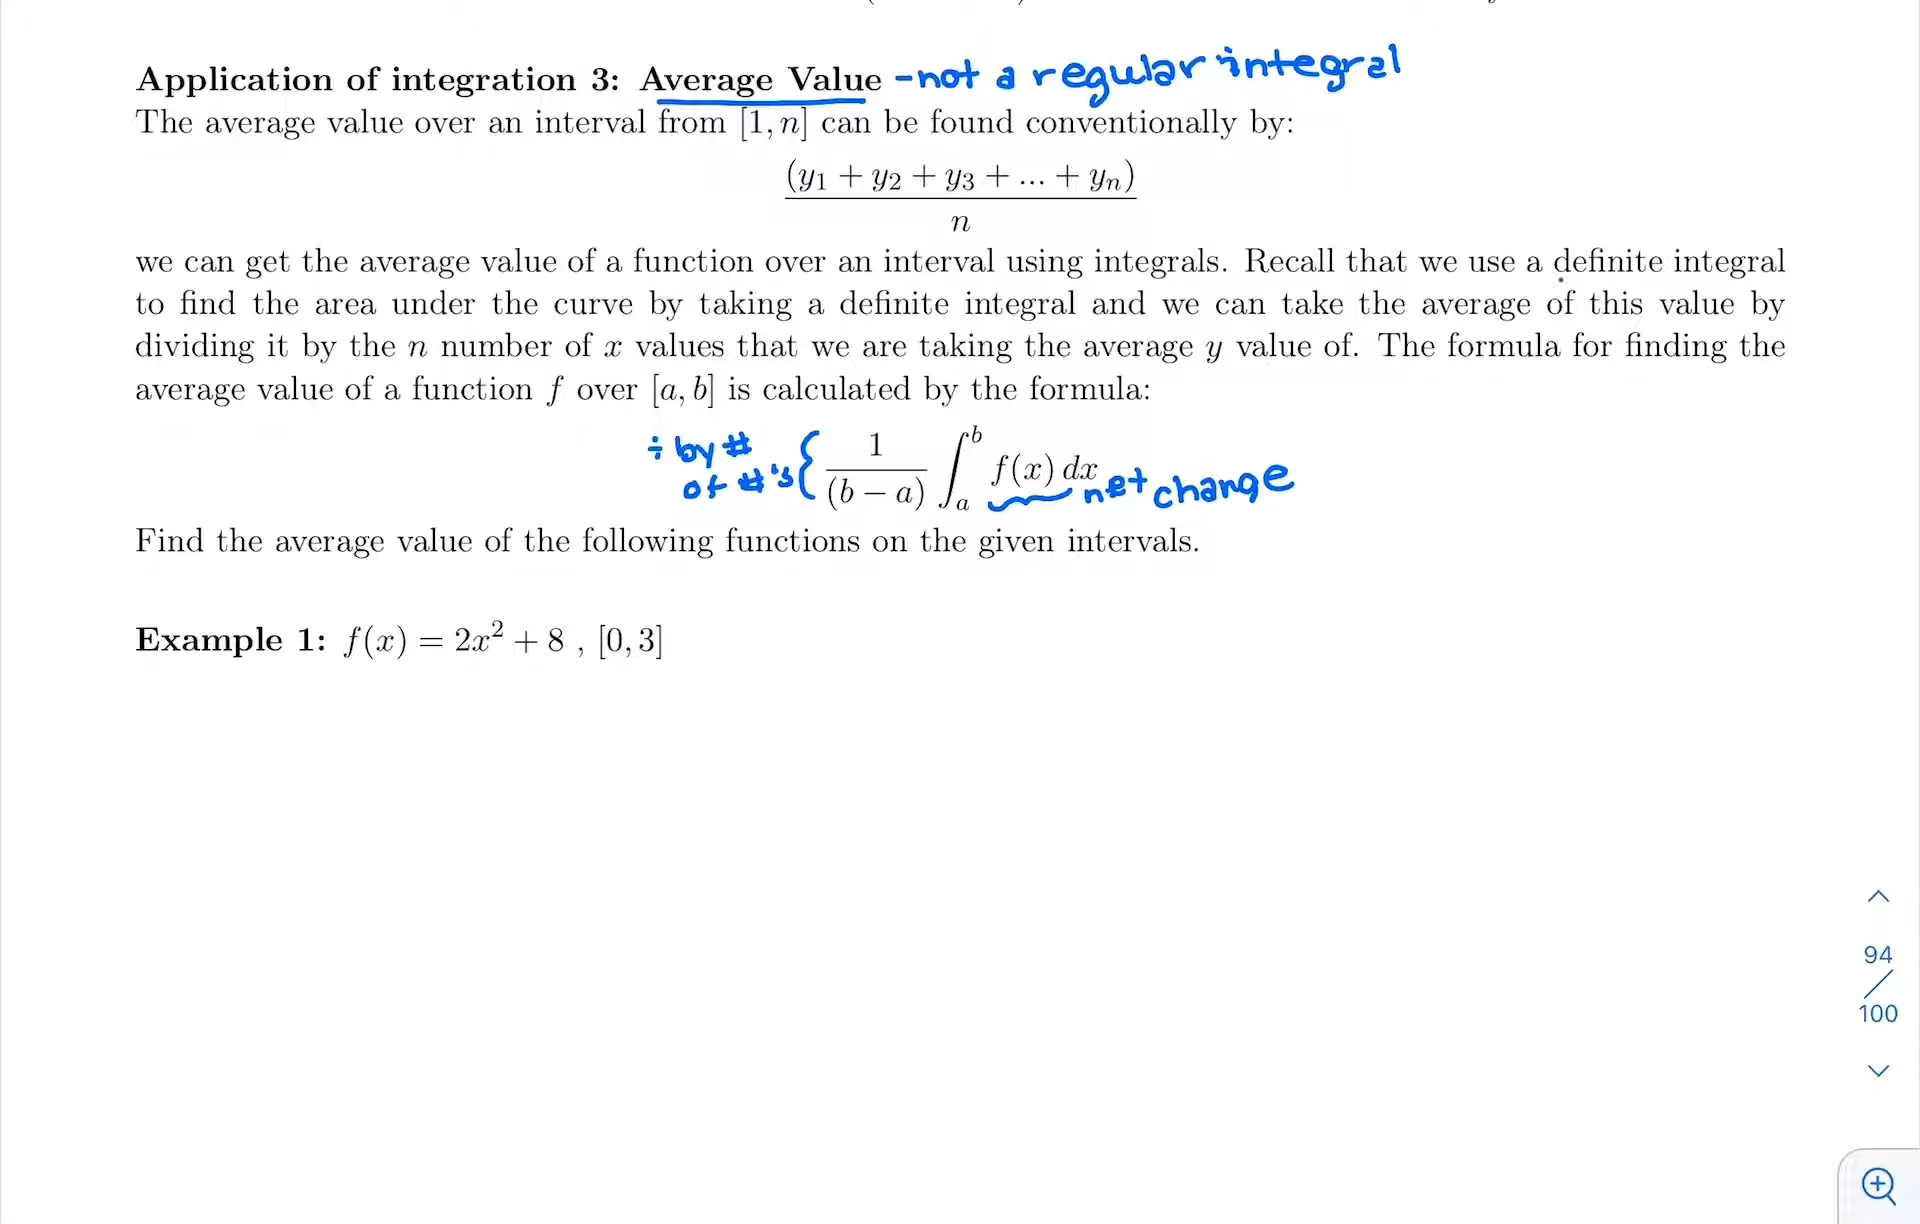 Application of integration 3: Average Value -not a regular integral
The average value over an interval from [1, n] can be found conventionally by:
(y₁ + y₂ + y₃ + ... + yₙ)
n
we can get the average value of a function over an interval using integrals. Recall that we use a definite integral
to find the area under the curve by taking a definite integral and we can take the average of this value by
dividing it by the n number of x values that we are taking the average y value of. The formula for finding the
average value of a function f over [a, b] is calculated by the formula:
÷ by # of #'s { 1/(b − a) ∫ₐᵇ f(x) dx net change
Find the average value of the following functions on the given intervals.
Example 1: f(x) = 2x² + 8 , [0, 3]
94
/
100